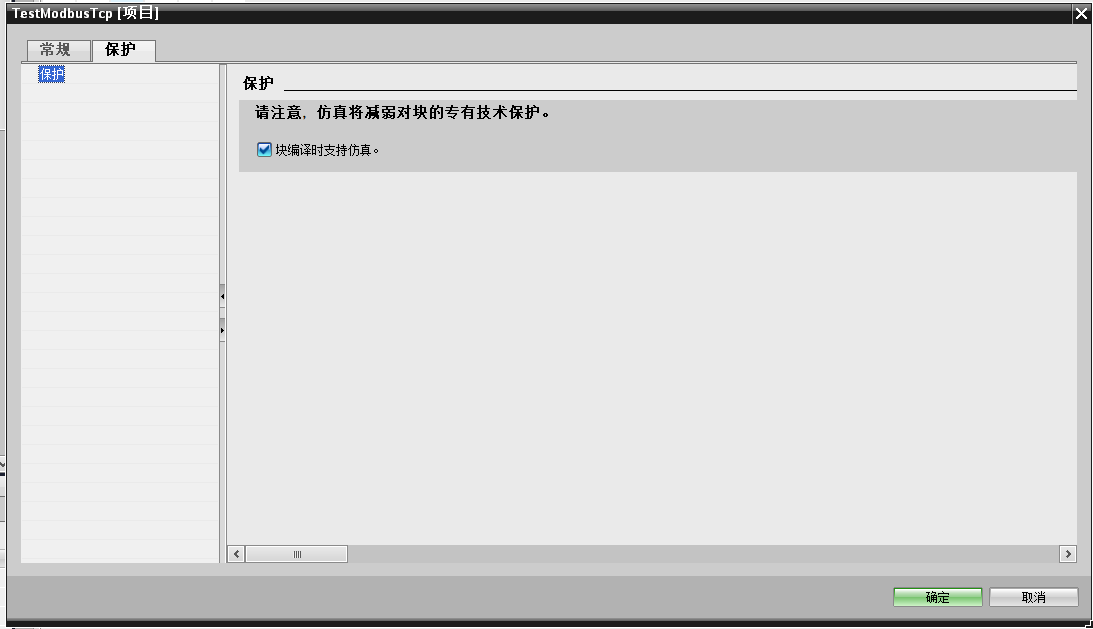 TestModbusTcp [项目]
常规
保护
保护
保护
请注意，仿真将减弱对块的专有技术保护。
块编译时支持仿真。
确定
取消